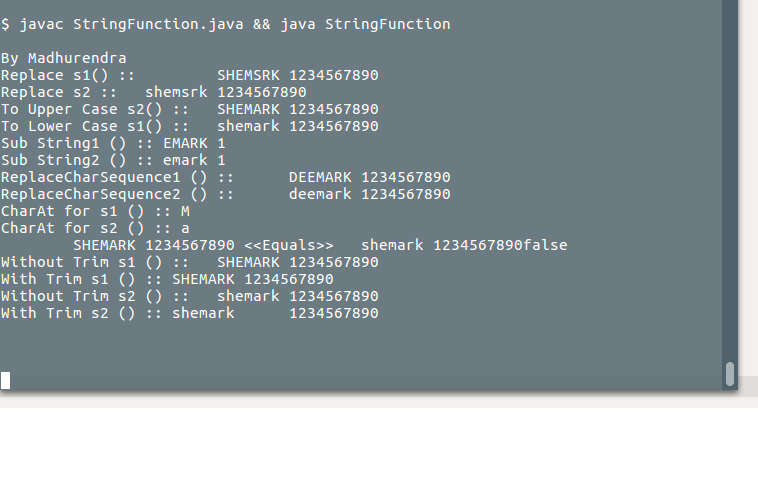 $ javac StringFunction.java && java StringFunction
By Madhurendra
Replace s1() ::         SHEMSRK 1234567890
Replace s2 ::   shemsrk 1234567890
To Upper Case s2() ::   SHEMARK 1234567890
To Lower Case s1() ::   shemark 1234567890
Sub String1 () :: EMARK 1
Sub String2 () :: emark 1
ReplaceCharSequence1 () ::      DEEMARK 1234567890
ReplaceCharSequence2 () ::      deemark 1234567890
CharAt for s1 () :: M
CharAt for s2 () :: a
        SHEMARK 1234567890 <<Equals>>   shemark 1234567890false
Without Trim s1 () ::   SHEMARK 1234567890
With Trim s1 () :: SHEMARK 1234567890
Without Trim s2 () ::   shemark 1234567890
With Trim s2 () :: shemark      1234567890